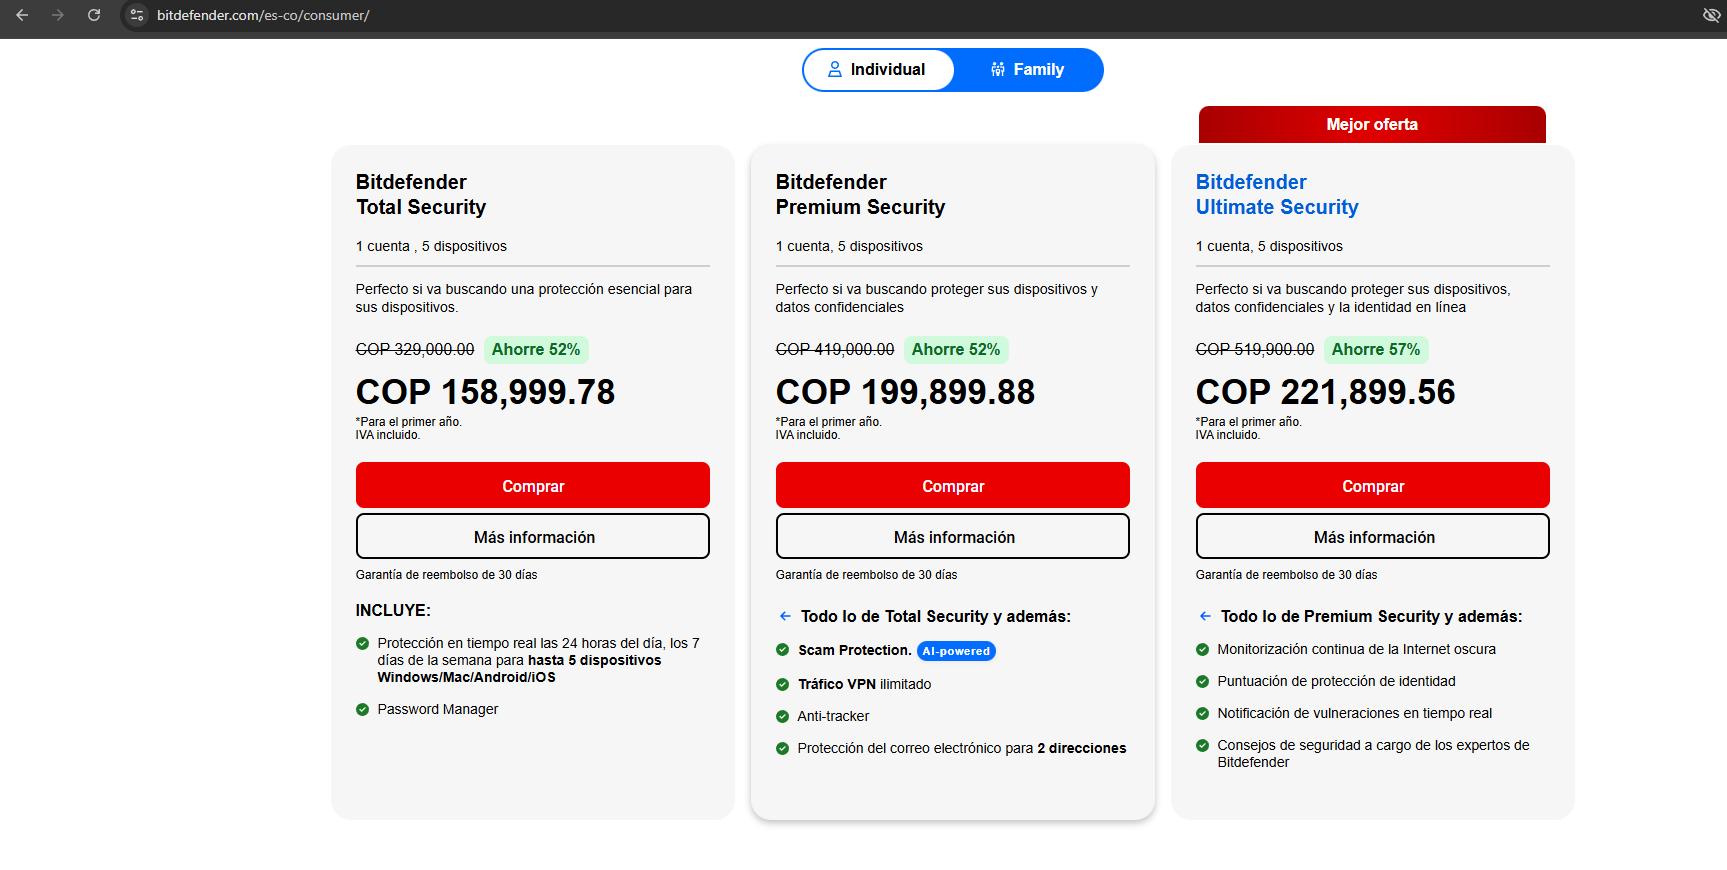 bitdefender.com/es-co/consumer/
Individual
Family
Mejor oferta
Bitdefender
Total Security
1 cuenta , 5 dispositivos
Perfecto si va buscando una protección esencial para
sus dispositivos.
COP 329,000.00 Ahorre 52%
COP 158,999.78
*Para el primer año.
IVA incluido.
Comprar
Más información
Garantía de reembolso de 30 días
INCLUYE:
Protección en tiempo real las 24 horas del día, los 7
días de la semana para hasta 5 dispositivos
Windows/Mac/Android/iOS
Password Manager
Bitdefender
Premium Security
1 cuenta, 5 dispositivos
Perfecto si va buscando proteger sus dispositivos y
datos confidenciales
COP 419,000.00 Ahorre 52%
COP 199,899.88
*Para el primer año.
IVA incluido.
Comprar
Más información
Garantía de reembolso de 30 días
Todo lo de Total Security y además:
Scam Protection. AI-powered
Tráfico VPN ilimitado
Anti-tracker
Protección del correo electrónico para 2 direcciones
Bitdefender
Ultimate Security
1 cuenta, 5 dispositivos
Perfecto si va buscando proteger sus dispositivos,
datos confidenciales y la identidad en línea
COP 519,900.00 Ahorre 57%
COP 221,899.56
*Para el primer año.
IVA incluido.
Comprar
Más información
Garantía de reembolso de 30 días
Todo lo de Premium Security y además:
Monitorización continua de la Internet oscura
Puntuación de protección de identidad
Notificación de vulneraciones en tiempo real
Consejos de seguridad a cargo de los expertos de
Bitdefender